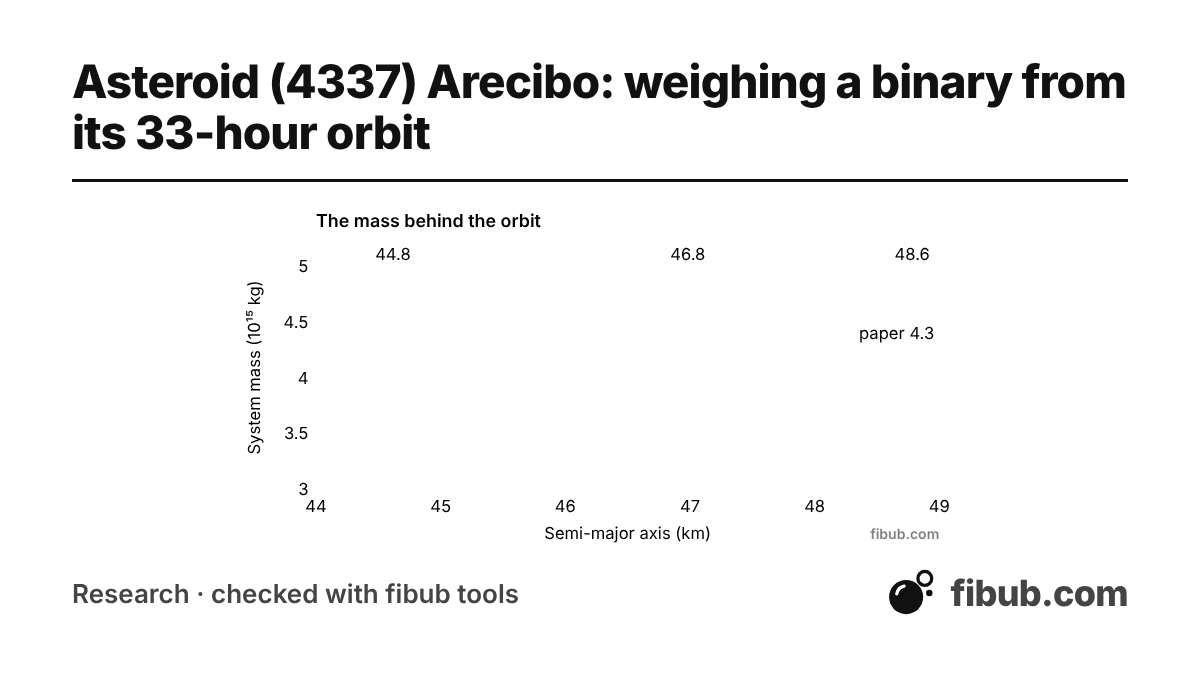 Asteroid (4337) Arecibo: weighing a binary from
its 33-hour orbit
The mass behind the orbit
44.8 46.8 48.6
5
4.5
4
3.5
3
paper 4.3
System mass (10¹⁵ kg)
44 45 46 47 48 49
Semi-major axis (km)
fibub.com
Research · checked with fibub tools
fibub.com